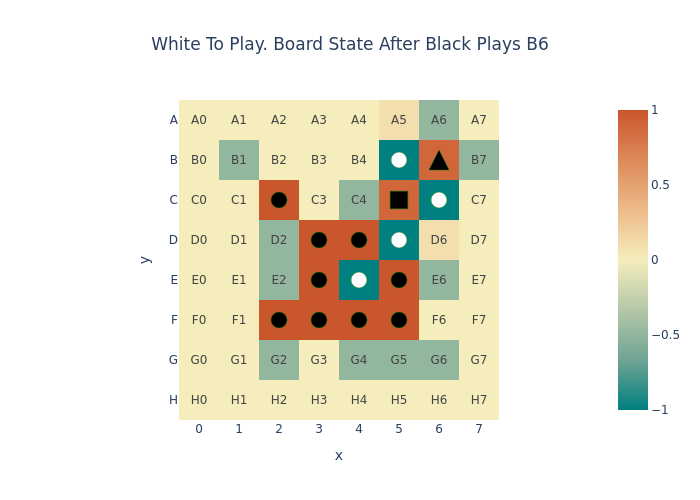 White To Play. Board State After Black Plays B6
A A0 A1 A2 A3 A4 A5 A6 A7
B B0 B1 B2 B3 B4 B7
C C0 C1 C3 C4 C7
D D0 D1 D2 D6 D7
E E0 E1 E2 E6 E7
F F0 F1 F6 F7
G G0 G1 G2 G3 G4 G5 G6 G7
H H0 H1 H2 H3 H4 H5 H6 H7
0 1 2 3 4 5 6 7
x
y
1
0.5
0
−0.5
−1